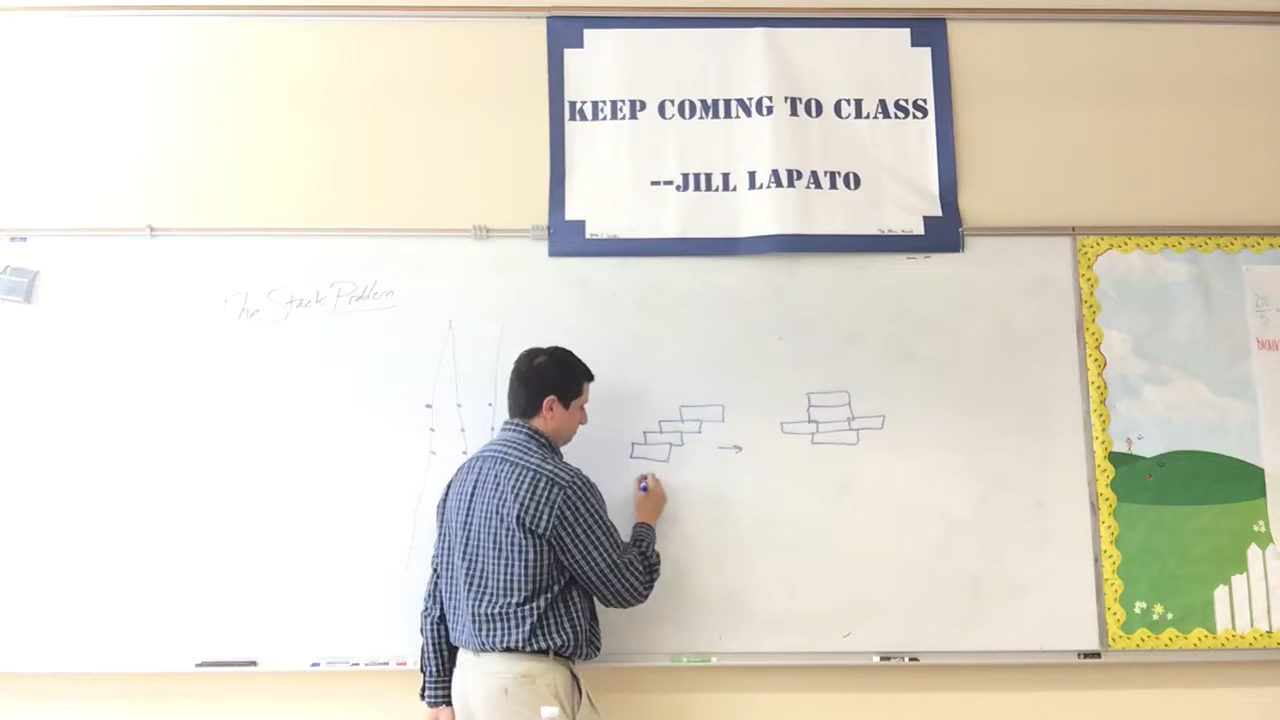 KEEP COMING TO CLASS
--JILL LAPATO
The Stack Problem